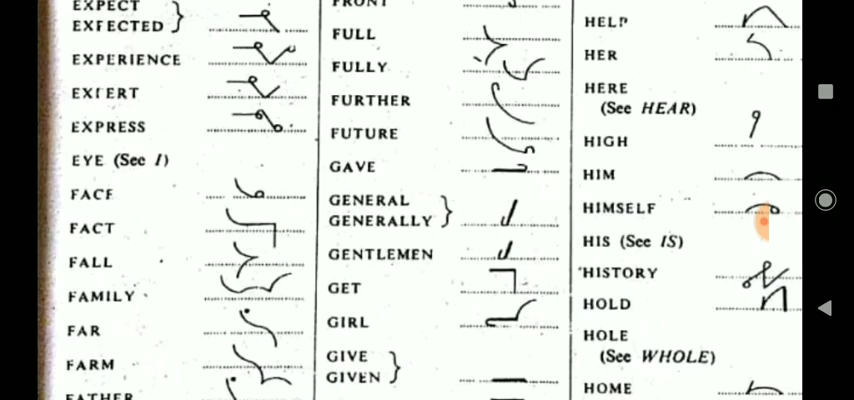 EXPECT
EXPECTED
EXPERIENCE
EXPERT
EXPRESS
EYE (See I)
FACE
FACT
FALL
FAMILY
FAR
FARM
FATHER
FRONT
FULL
FULLY
FURTHER
FUTURE
GAVE
GENERAL
GENERALLY
GENTLEMEN
GET
GIRL
GIVE
GIVEN
HELP
HER
HERE
(See HEAR)
HIGH
HIM
HIMSELF
HIS (See IS)
HISTORY
HOLD
HOLE
(See WHOLE)
HOME